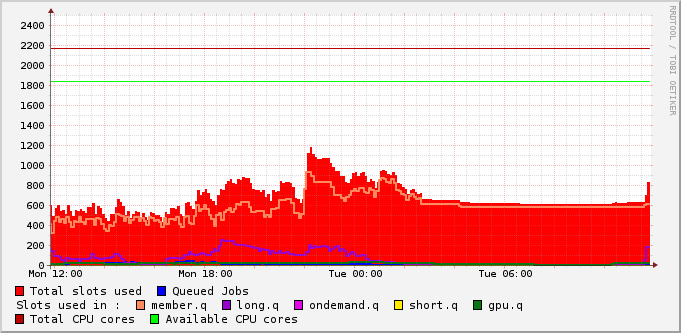 RRDTOOL / TOBI OETIKER
2400
2200
2000
1800
1600
1400
1200
1000
800
600
400
200
0
Mon 12:00 Mon 18:00 Tue 00:00 Tue 06:00
Total slots used Queued Jobs
Slots used in : member.q long.q ondemand.q short.q gpu.q
Total CPU cores Available CPU cores